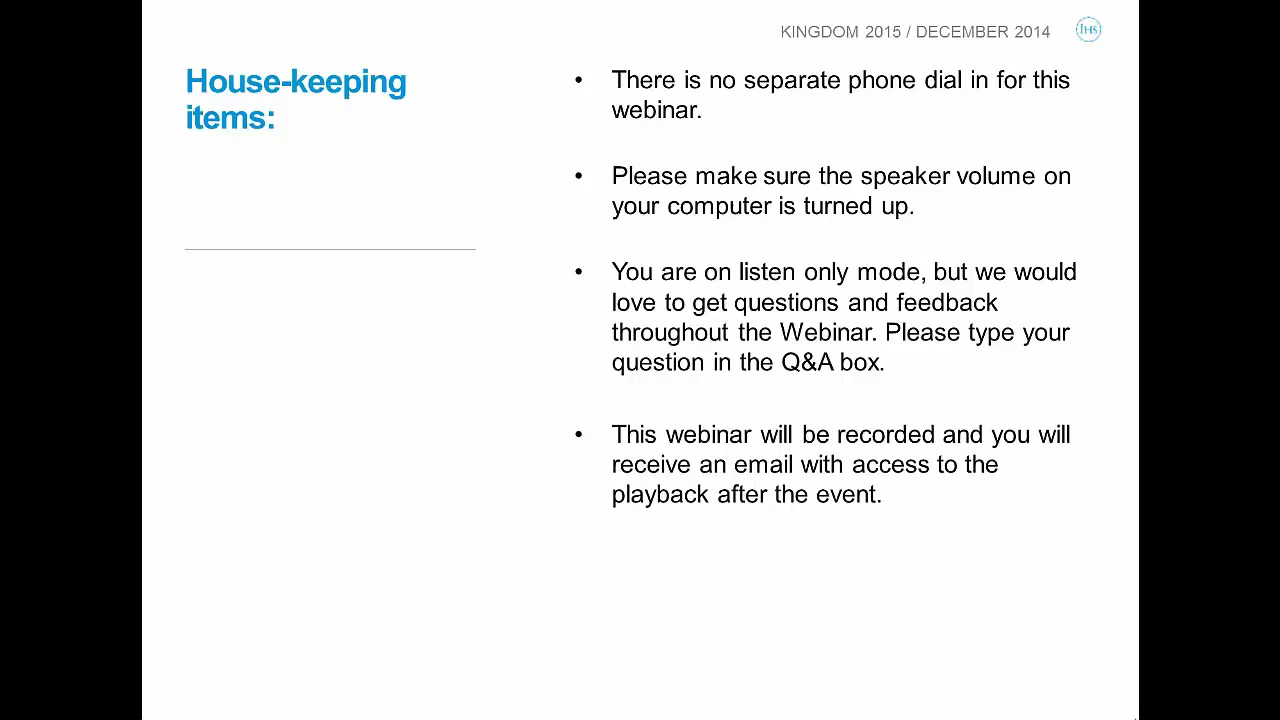 KINGDOM 2015 / DECEMBER 2014
IHS
House-keeping
items:
• There is no separate phone dial in for this
webinar.
• Please make sure the speaker volume on
your computer is turned up.
• You are on listen only mode, but we would
love to get questions and feedback
throughout the Webinar. Please type your
question in the Q&A box.
• This webinar will be recorded and you will
receive an email with access to the
playback after the event.